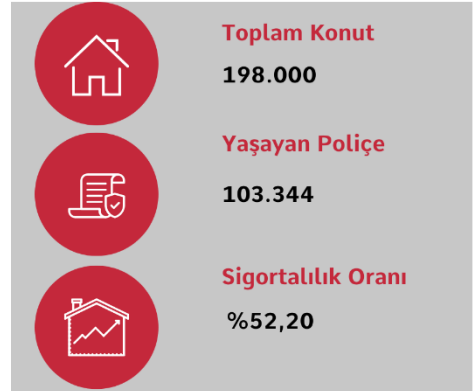 Toplam Konut
198.000
Yaşayan Poliçe
103.344
Sigortalılık Oranı
%52,20